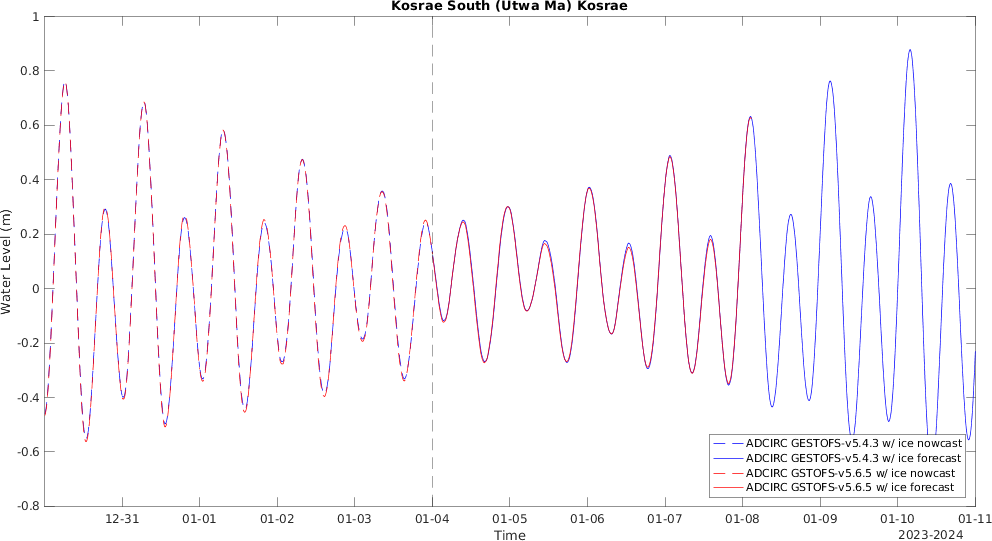 Kosrae South (Utwa Ma) Kosrae
1
0.8
0.6
0.4
0.2
0
-0.2
-0.4
-0.6
-0.8
Water Level (m)
ADCIRC GESTOFS-v5.4.3 w/ ice nowcast
ADCIRC GESTOFS-v5.4.3 w/ ice forecast
ADCIRC GSTOFS-v5.6.5 w/ ice nowcast
ADCIRC GSTOFS-v5.6.5 w/ ice forecast
12-31 01-01 01-02 01-03 01-04 01-05 01-06 01-07 01-08 01-09 01-10 01-11
Time
2023-2024